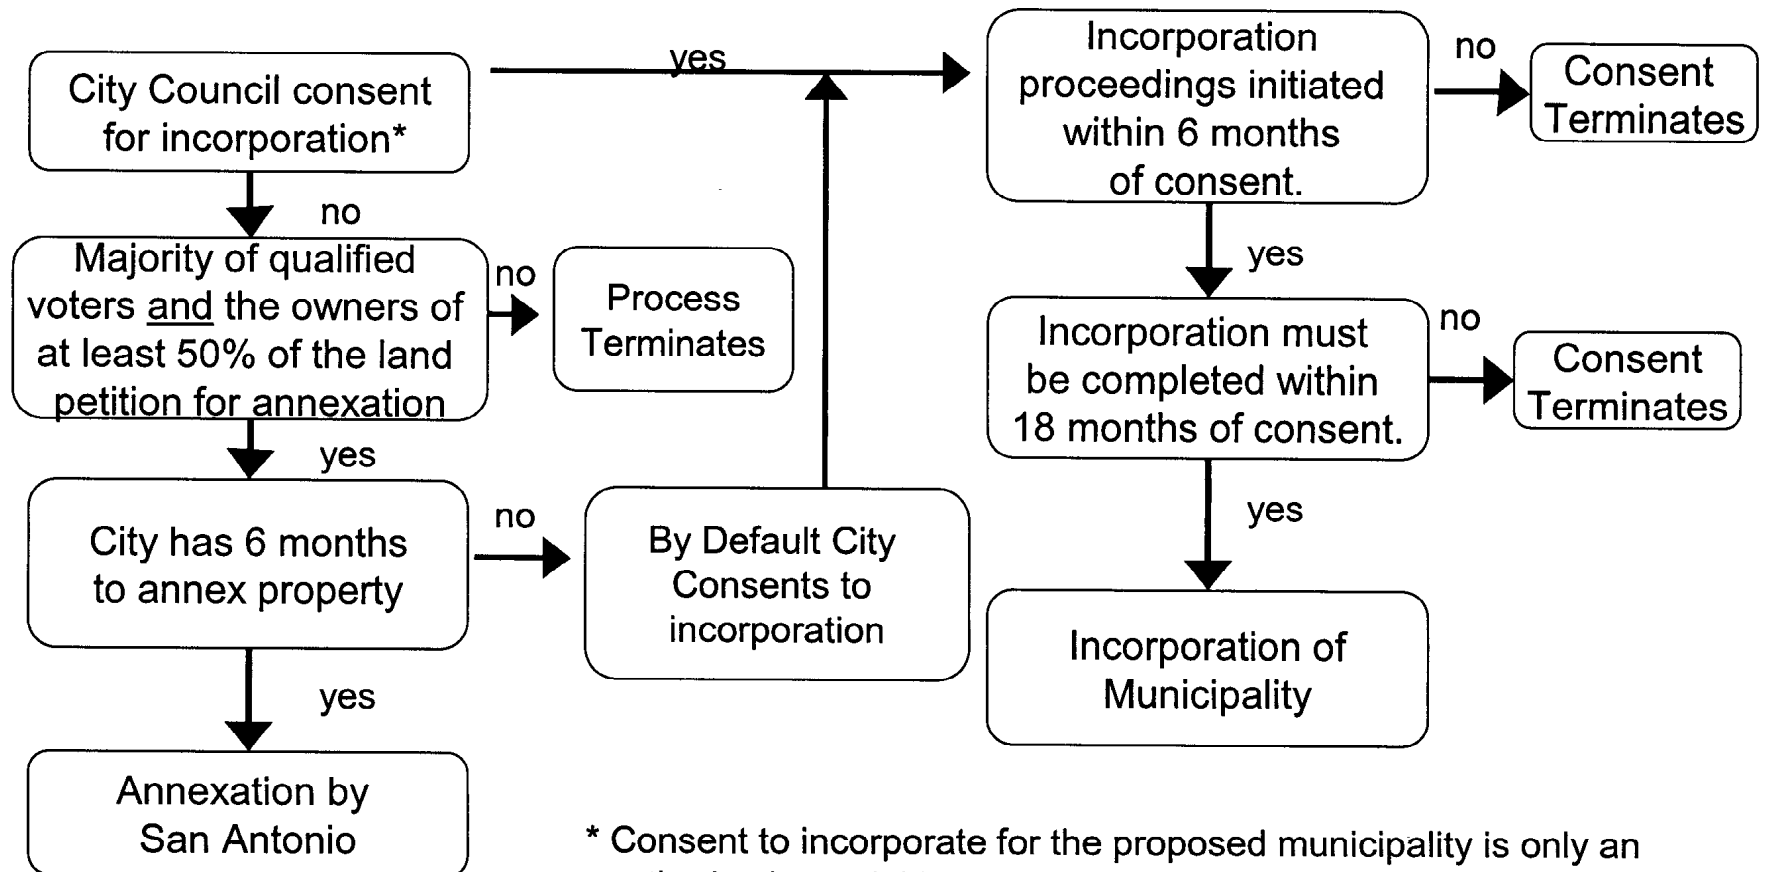 City Council consent
for incorporation*
yes
Incorporation
proceedings initiated
within 6 months
of consent.
no
Consent
Terminates
no
Majority of qualified
voters and the owners of
at least 50% of the land
petition for annexation
no
Process
Terminates
yes
Incorporation must
be completed within
18 months of consent.
no
Consent
Terminates
yes
City has 6 months
to annex property
no
By Default City
Consents to
incorporation
yes
Incorporation of
Municipality
yes
Annexation by
San Antonio
* Consent to incorporate for the proposed municipality is only an